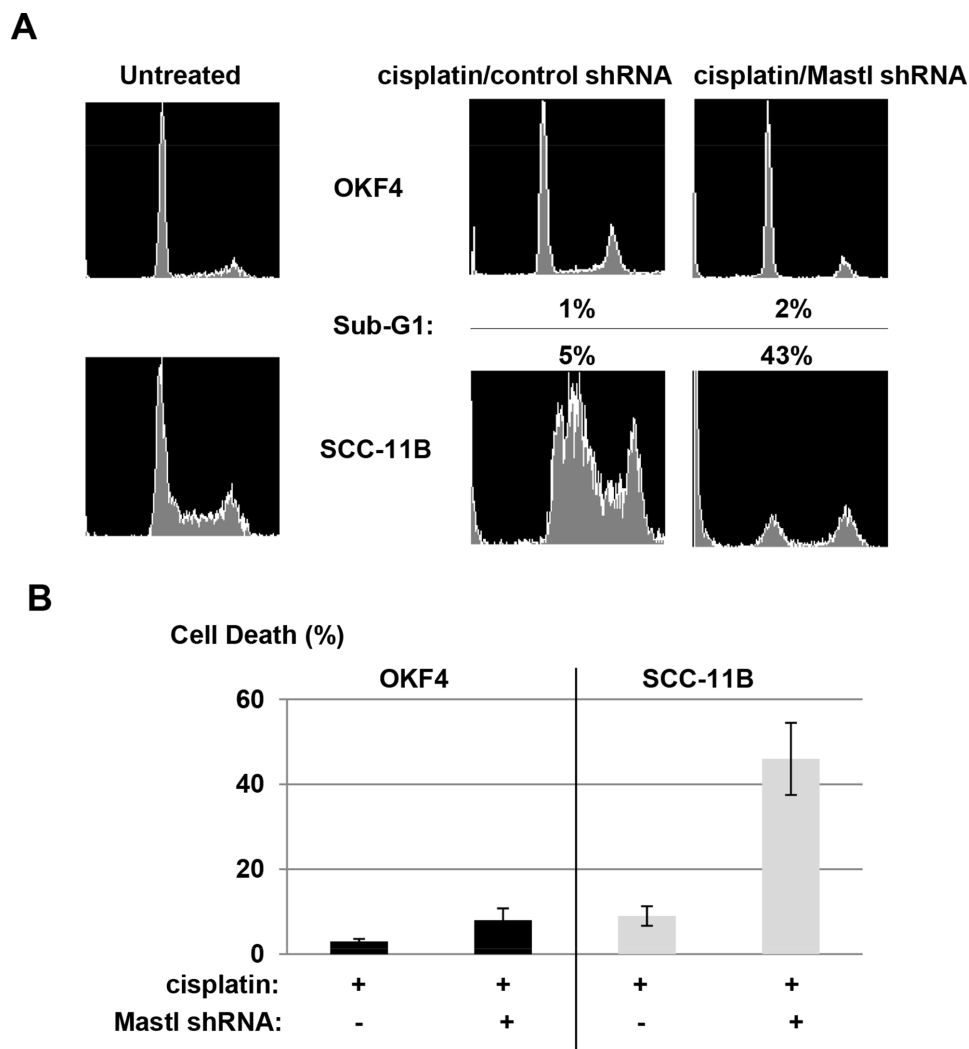 A
Untreated
cisplatin/control shRNA
cisplatin/Mastl shRNA
OKF4
Sub-G1:
1%
2%
5%
43%
SCC-11B
B
Cell Death (%)
OKF4
SCC-11B
60
40
20
0
cisplatin: + + + +
Mastl shRNA: - + - +